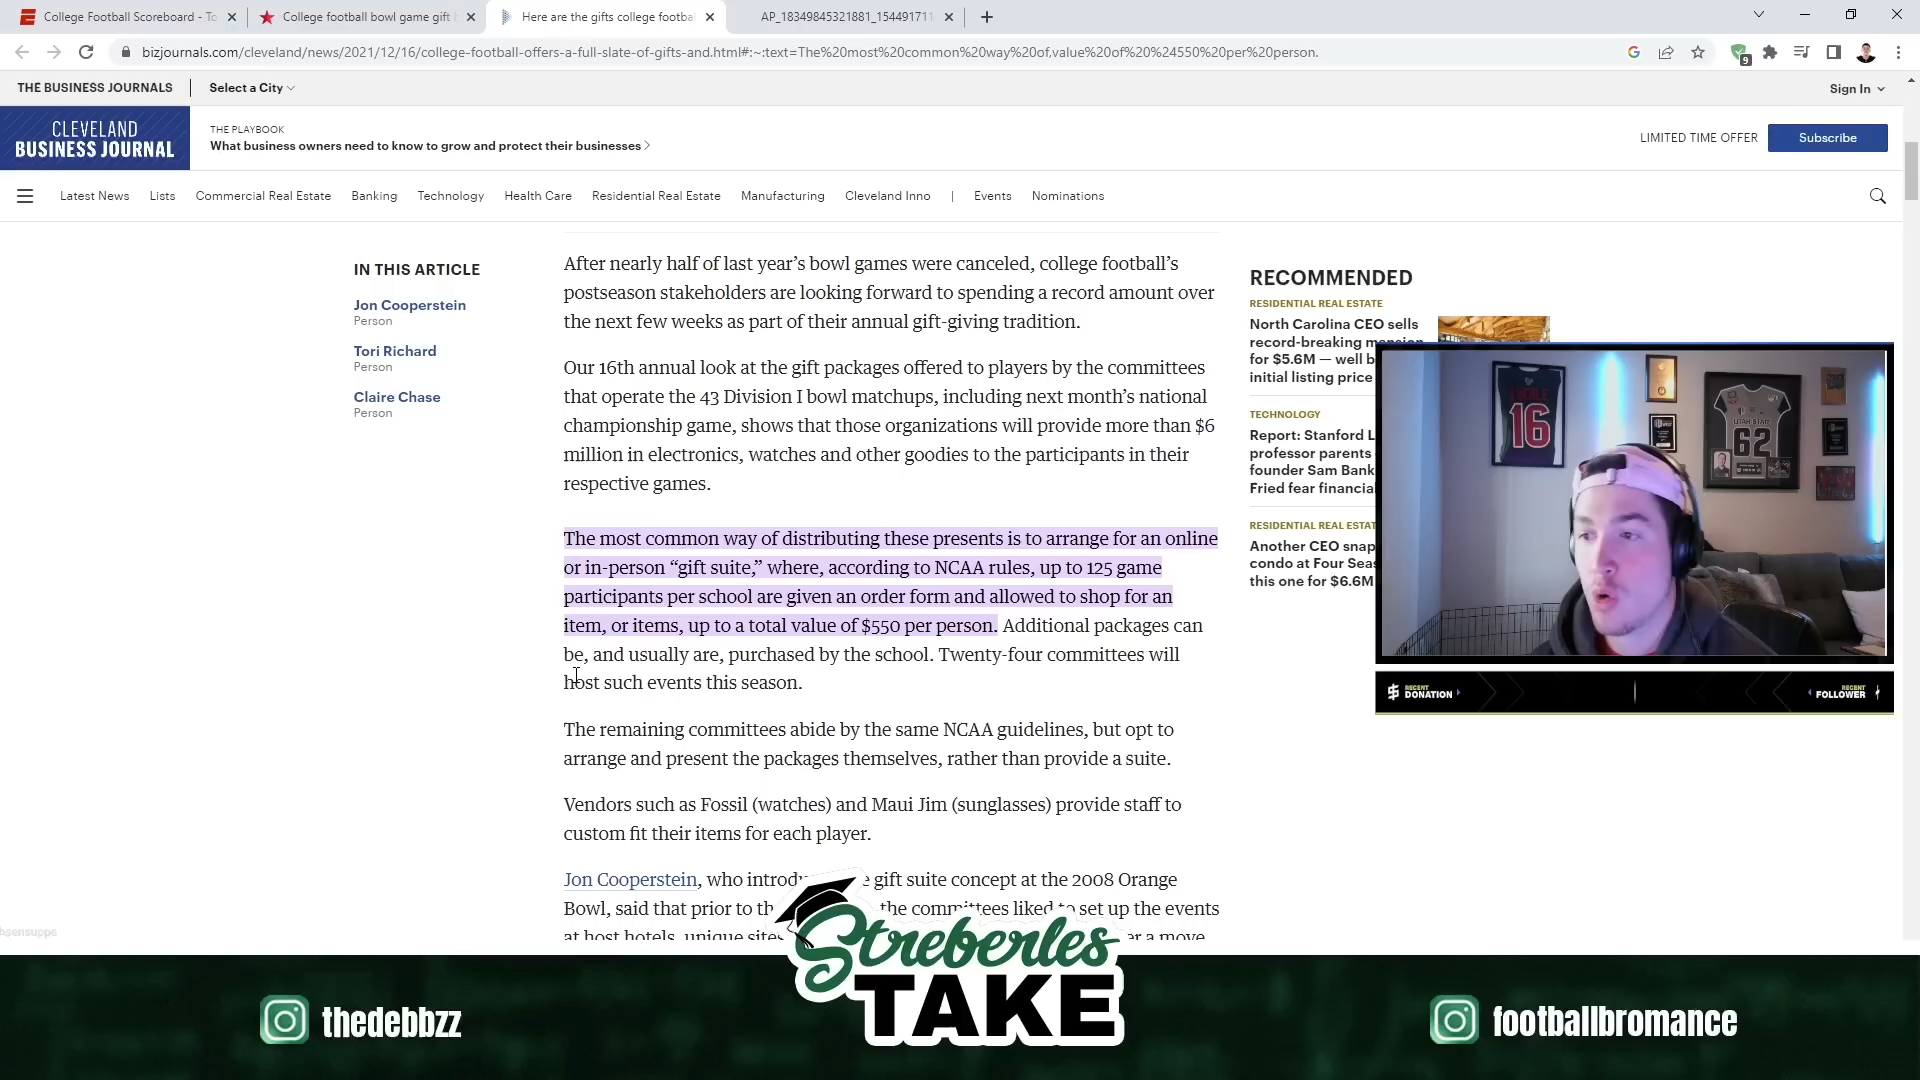 College Football Scoreboard - To
College football bowl game gift b
Here are the gifts college footba
AP_18349845321881_154491711
bizjournals.com/cleveland/news/2021/12/16/college-football-offers-a-full-slate-of-gifts-and.html#:~:text=The%20most%20common%20way%20of,value%20of%20%24550%20per%20person.
9
THE BUSINESS JOURNALS
Select a City
Sign In
CLEVELAND
BUSINESS JOURNAL
THE PLAYBOOK
What business owners need to know to grow and protect their businesses
LIMITED TIME OFFER
Subscribe
Latest News Lists Commercial Real Estate Banking Technology Health Care Residential Real Estate Manufacturing Cleveland Inno | Events Nominations
IN THIS ARTICLE
Jon Cooperstein
Person
Tori Richard
Person
Claire Chase
Person
After nearly half of last year’s bowl games were canceled, college football’s
postseason stakeholders are looking forward to spending a record amount over
the next few weeks as part of their annual gift-giving tradition.
Our 16th annual look at the gift packages offered to players by the committees
that operate the 43 Division I bowl matchups, including next month’s national
championship game, shows that those organizations will provide more than $6
million in electronics, watches and other goodies to the participants in their
respective games.
The most common way of distributing these presents is to arrange for an online
or in-person “gift suite,” where, according to NCAA rules, up to 125 game
participants per school are given an order form and allowed to shop for an
item, or items, up to a total value of $550 per person. Additional packages can
be, and usually are, purchased by the school. Twenty-four committees will
host such events this season.
The remaining committees abide by the same NCAA guidelines, but opt to
arrange and present the packages themselves, rather than provide a suite.
Vendors such as Fossil (watches) and Maui Jim (sunglasses) provide staff to
custom fit their items for each player.
Jon Cooperstein, who introdu e gift suite concept at the 2008 Orange
Bowl, said that prior to th the committees liked to set up the events
at host hotels, unique sites er a move
RECOMMENDED
RESIDENTIAL REAL ESTATE
North Carolina CEO sells
record-breaking mansion
for $5.6M — well b
initial listing price
TECHNOLOGY
Report: Stanford L
professor parents
founder Sam Bank
Fried fear financial
RESIDENTIAL REAL ESTAT
Another CEO snap
condo at Four Seas
this one for $6.6M
16
UTAH STATE
62
RECENT
DONATION
RECENT
FOLLOWER
Streberles
TAKE
thedebbzz
footballbromance